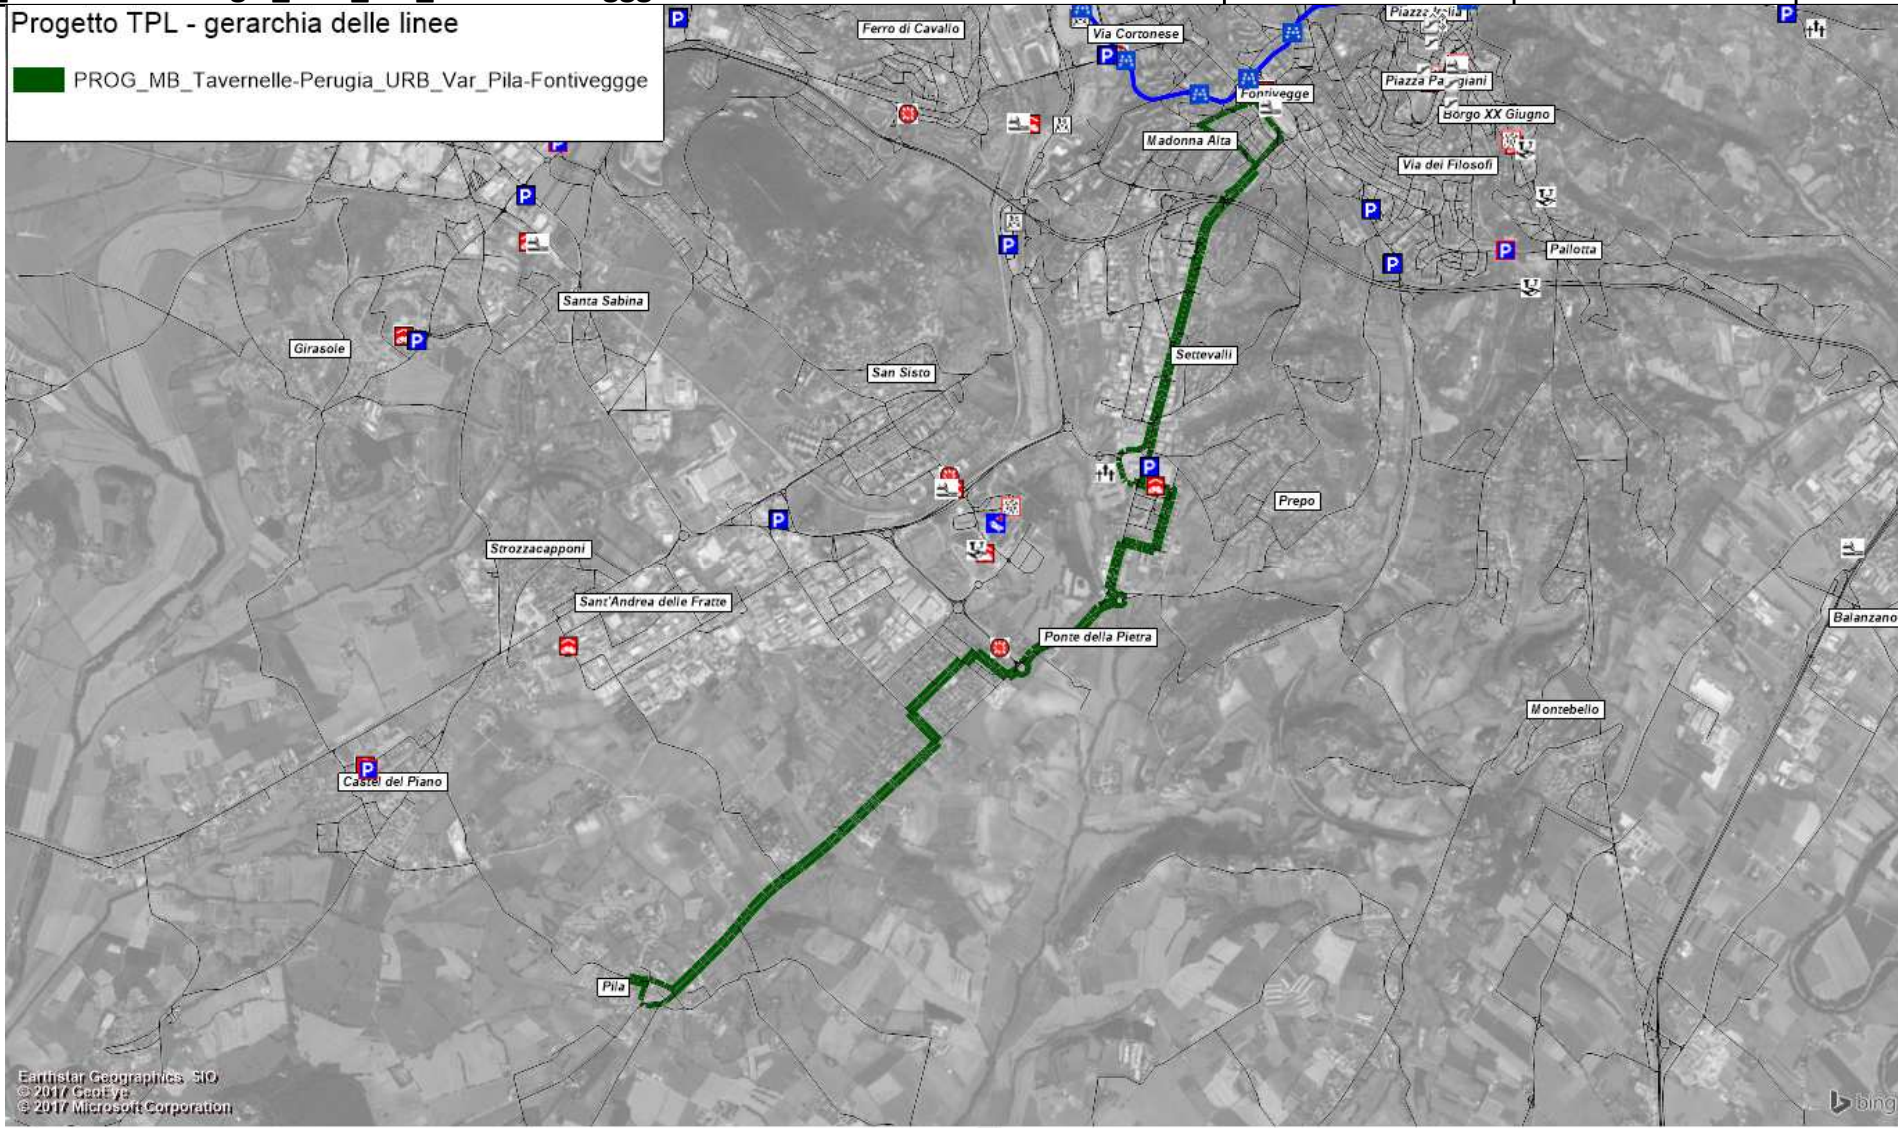 Progetto TPL - gerarchia delle linee
PROG_MB_Tavernelle-Perugia_URB_Var_Pila-Fontiveggge
Ferro di Cavallo
Via Cortonese
Piazza Italia
Fontivegge
Piazza Partigiani
Borgo XX Giugno
Madonna Alta
Via dei Filosofi
Pallotta
Santa Sabina
Girasole
San Sisto
Settevalli
Prepo
Strozzacapponi
Sant'Andrea delle Fratte
Ponte della Pietra
Balanzano
Montebello
Castel del Piano
Pila
Earthstar Geographics SIO
© 2017 GeoEye
© 2017 Microsoft Corporation
bing
P
P
P
P
P
P
P
P
P
P
P
P
P